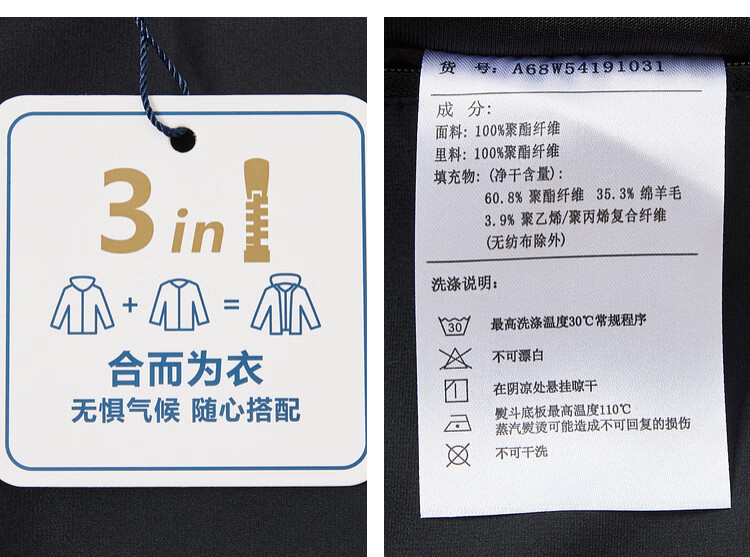 3 in 1
+ =
合而为衣
无惧气候 随心搭配
货 号: A68W54191031
成 分:
面料: 100%聚酯纤维
里料: 100%聚酯纤维
填充物: (净干含量):
60.8% 聚酯纤维 35.3% 绵羊毛
3.9% 聚乙烯/聚丙烯复合纤维
(无纺布除外)
洗涤说明:
30 最高洗涤温度30℃常规程序
不可漂白
在阴凉处悬挂晾干
熨斗底板最高温度110℃
蒸汽熨烫可能造成不可回复的损伤
不可干洗